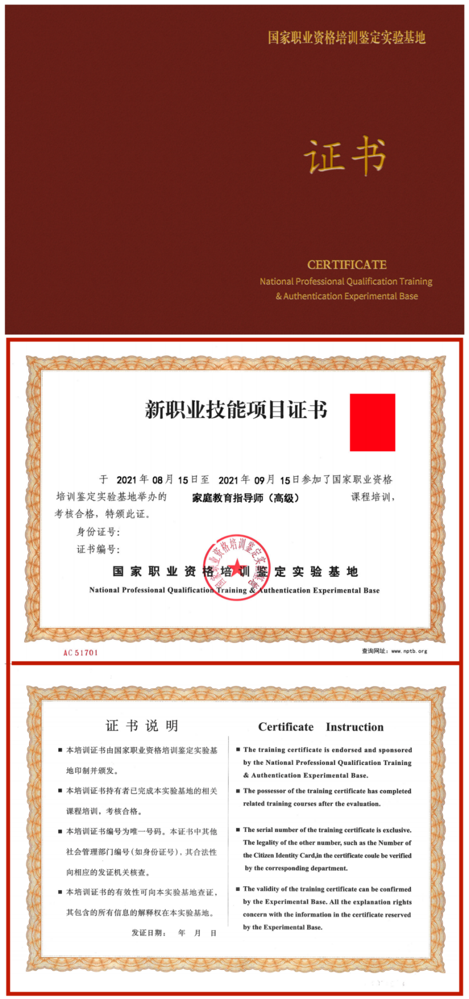 国家职业资格培训鉴定实验基地
证书
CERTIFICATE
National Professional Qualification Training
& Authentication Experimental Base
新职业技能项目证书
于 2021 年 08 月 15 日至 2021 年 09 月 15 日参加了国家职业资格
培训鉴定实验基地举办的 家庭教育指导师（高级） 课程培训，
考核合格，特颁此证。
身份证号：
证书编号：
国家职业资格培训鉴定实验基地
国家职业资格培训鉴定实验基地
National Professional Qualification Training & Authentication Experimental Base
AC 51701
查询网址：www.nptb.org
证书说明
■ 本培训证书由国家职业资格培训鉴定实验基
地印制并颁发。
■ 本培训证书持有者已完成本实验基地的相关
课程培训，考核合格。
■ 本培训证书编号为唯一号码。本证书中其他
社会管理部门编号(如身份证号)，其合法性
向相应的发证机关核查。
■ 本培训证书的有效性可向本实验基地查证，
其包含的所有信息的解释权在本实验基地。
发证日期： 年 月 日
Certificate Instruction
■ The training certificate is endorsed and sponsored
by the National Professional Qualification Training
& Authentication Experimental Base.
■ The possessor of the training certificate has completed
related training courses after the evaluation.
■ The serial number of the training certificate is exclusive.
The legality of the other number, such as the Number of
the Citizen Identity Card,in the certificate coule be verified
by the corresponding department.
■ The validity of the training certificate can be confirmed
by the Experimental Base. All the explanation rights
concern with the information in the certificate reserved
by the Experimental Base.